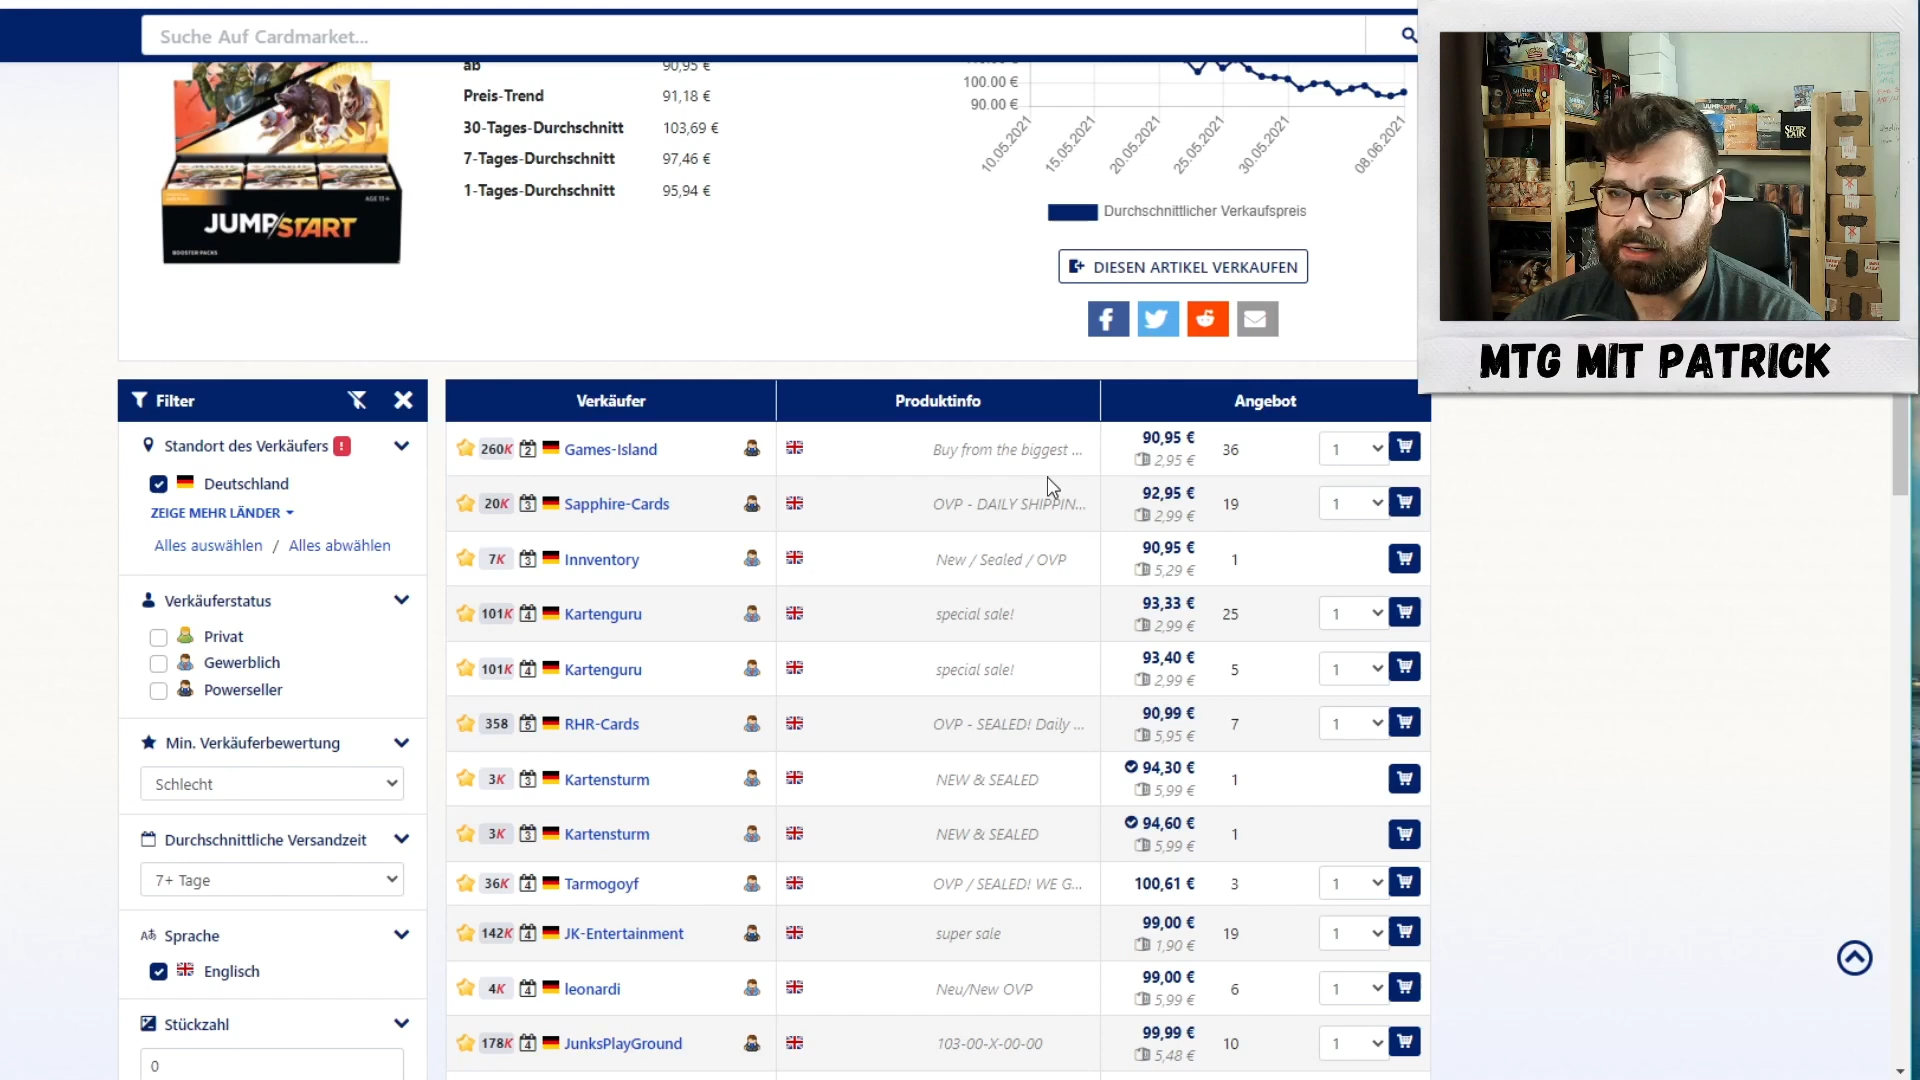 Suche Auf Cardmarket...
ab 90,95 €
Preis-Trend 91,18 €
30-Tages-Durchschnitt 103,69 €
7-Tages-Durchschnitt 97,46 €
1-Tages-Durchschnitt 95,94 €
JUMP/START
AGE 13+
BOOSTER PACKS
100.00 €
90.00 €
10.05.2021
15.05.2021
20.05.2021
25.05.2021
30.05.2021
08.06.2021
Durchschnittlicher Verkaufspreis
DIESEN ARTIKEL VERKAUFEN
MTG MIT PATRICK
Filter
Standort des Verkäufers !
Deutschland
ZEIGE MEHR LÄNDER
Alles auswählen / Alles abwählen
Verkäuferstatus
Privat
Gewerblich
Powerseller
Min. Verkäuferbewertung
Schlecht
Durchschnittliche Versandzeit
7+ Tage
Sprache
Englisch
Stückzahl
0
Verkäufer Produktinfo Angebot
260K 2 Games-Island Buy from the biggest ... 90,95 € 36 1
2,95 €
20K 3 Sapphire-Cards OVP - DAILY SHIPPIN... 92,95 € 19 1
2,99 €
7K 3 Innventory New / Sealed / OVP 90,95 € 1
5,29 €
101K 4 Kartenguru special sale! 93,33 € 25 1
2,99 €
101K 4 Kartenguru special sale! 93,40 € 5 1
2,99 €
358 5 RHR-Cards OVP - SEALED! Daily ... 90,99 € 7 1
5,95 €
3K 3 Kartensturm NEW & SEALED 94,30 € 1
5,99 €
3K 3 Kartensturm NEW & SEALED 94,60 € 1
5,99 €
36K 4 Tarmogoyf OVP / SEALED! WE G... 100,61 € 3 1
142K 4 JK-Entertainment super sale 99,00 € 19 1
1,90 €
4K 4 leonardi Neu/New OVP 99,00 € 6 1
5,99 €
178K 4 JunksPlayGround 103-00-X-00-00 99,99 € 10 1
5,48 €